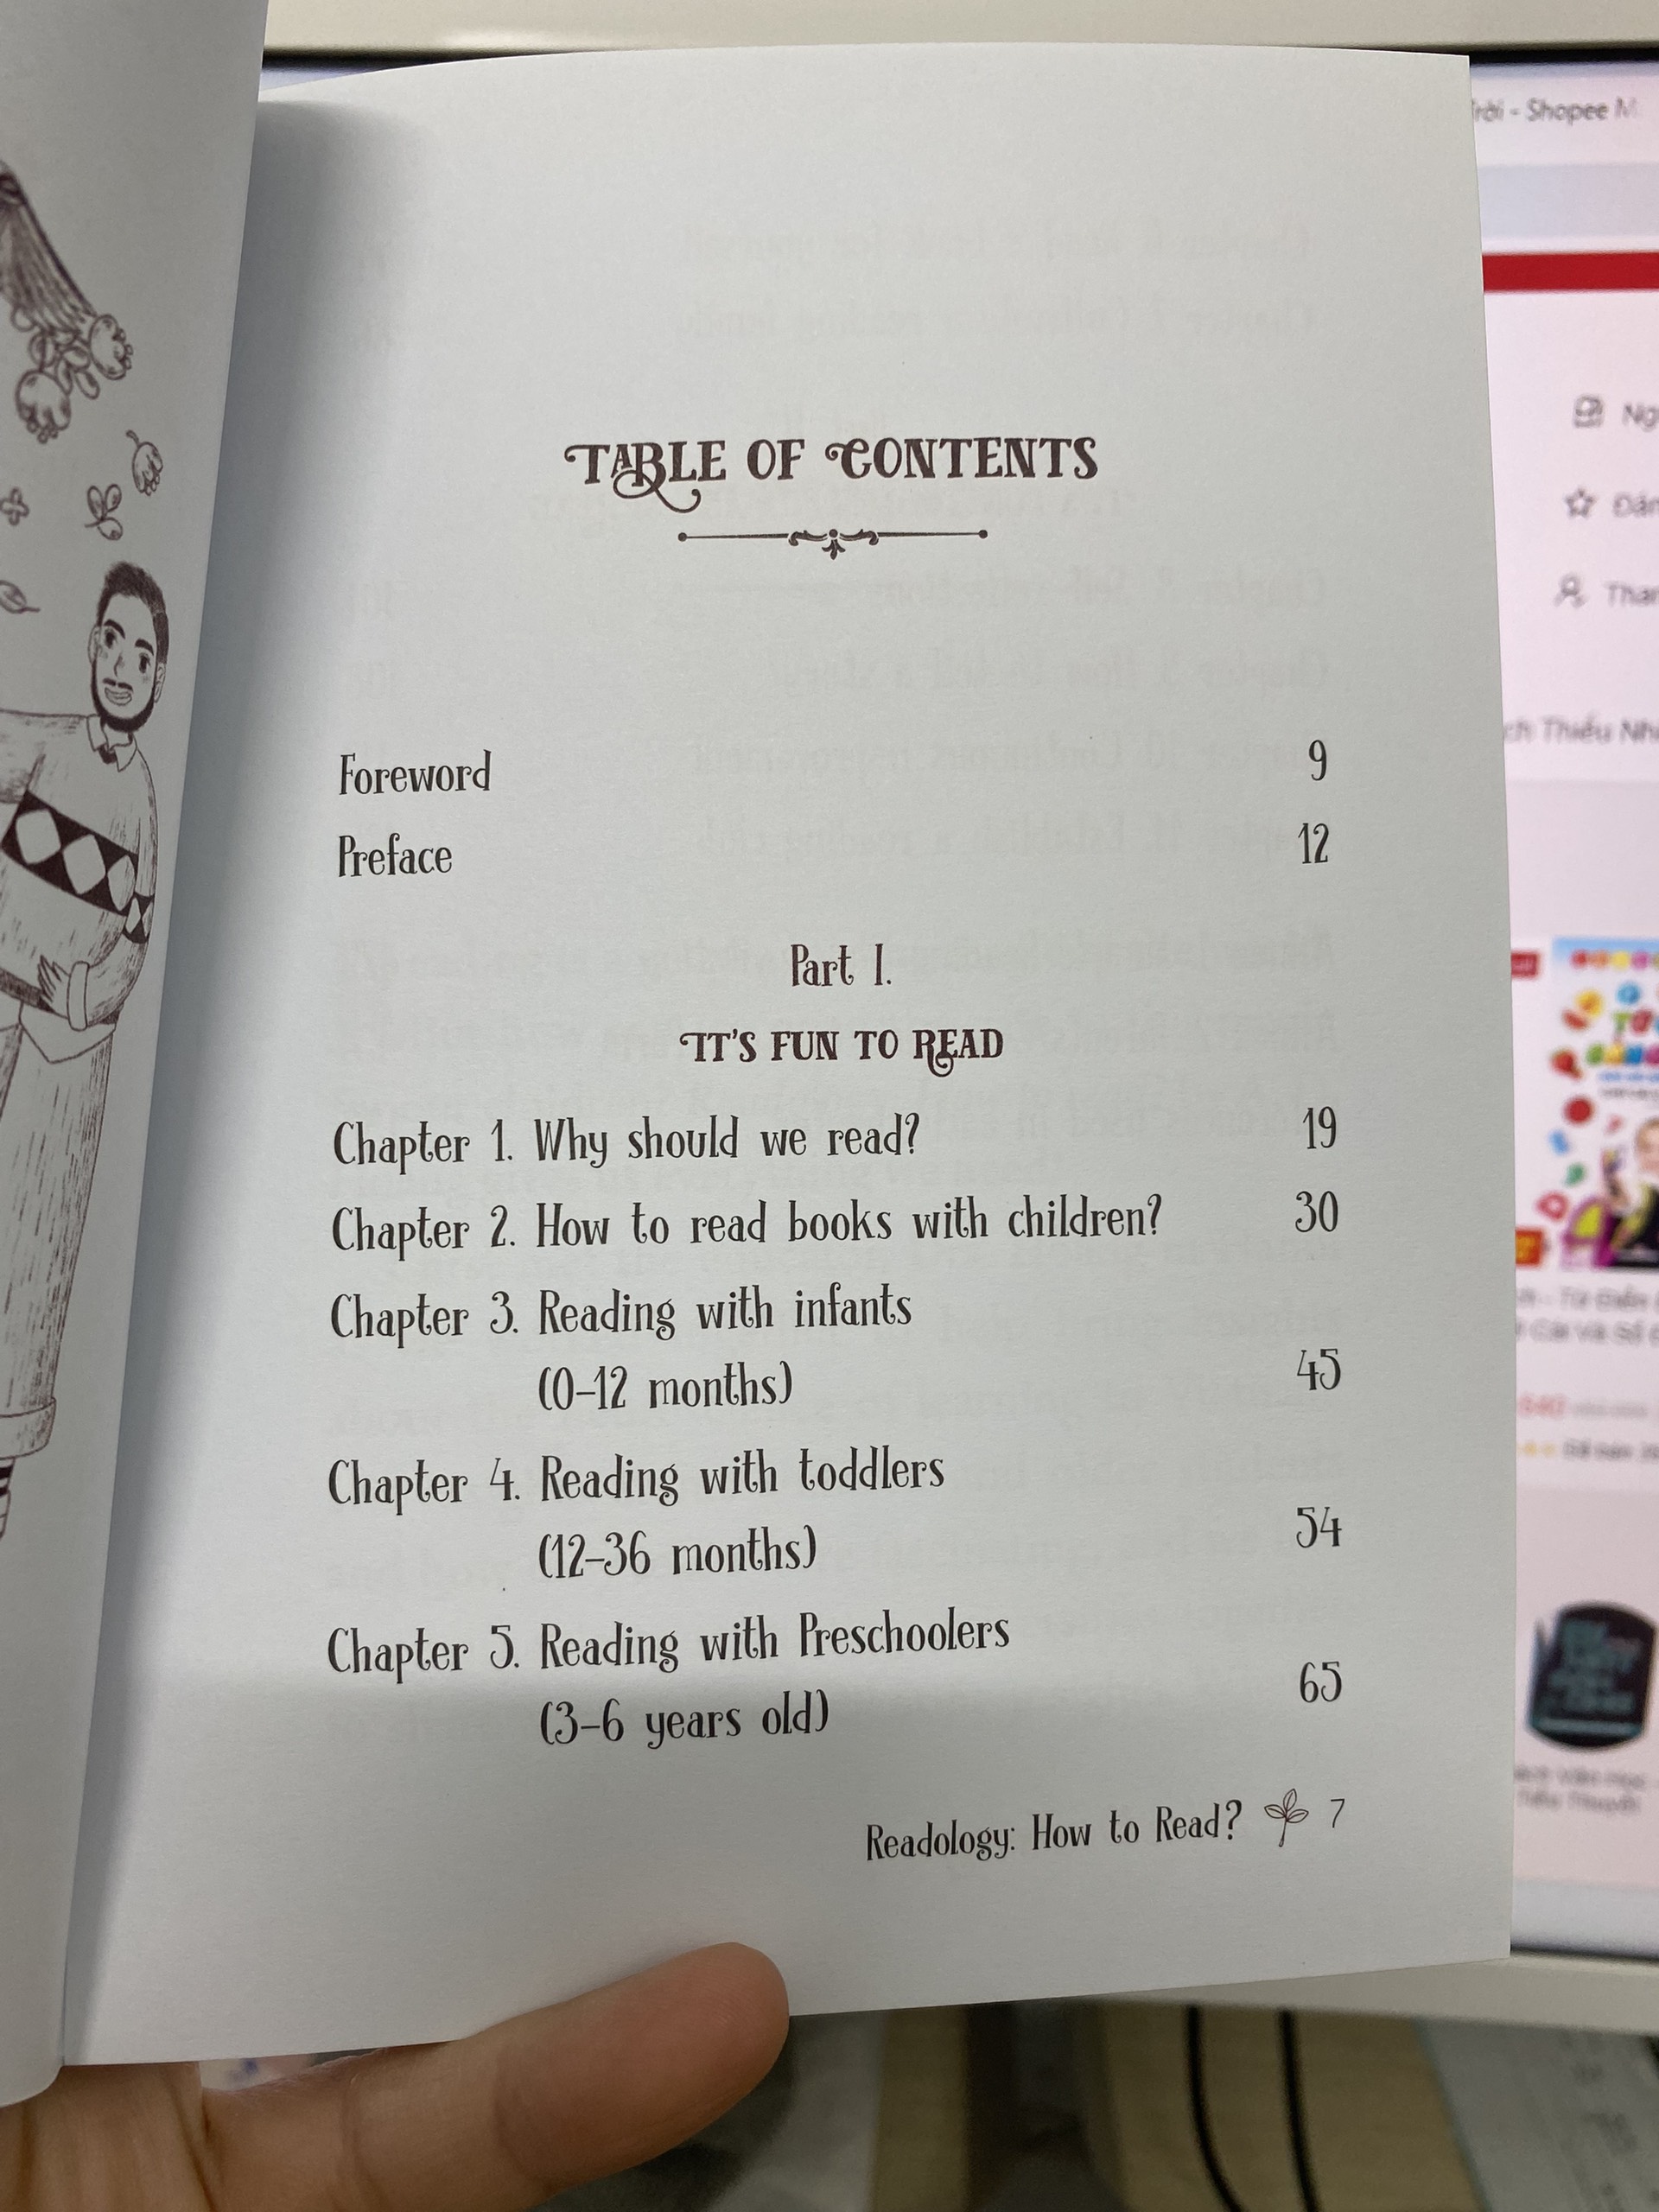 TABLE OF CONTENTS
Foreword 9
Preface 12
Part I.
IT'S FUN TO READ
Chapter 1. Why should we read? 19
Chapter 2. How to read books with children? 30
Chapter 3. Reading with infants
(0–12 months) 45
Chapter 4. Reading with toddlers
(12–36 months) 54
Chapter 5. Reading with Preschoolers
(3–6 years old) 65
Readology: How to Read? 7
- Shopee
Thiếu